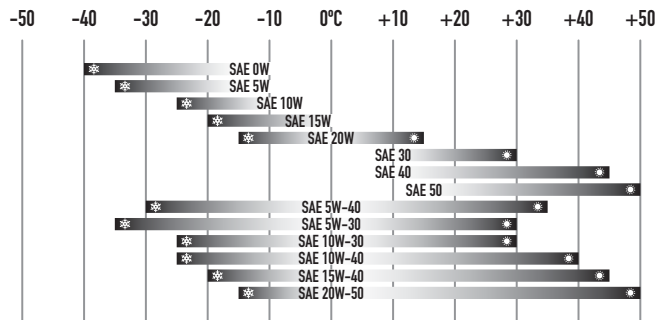 -50 -40 -30 -20 -10 0°C +10 +20 +30 +40 +50
SAE 0W
SAE 5W
SAE 10W
SAE 15W
SAE 20W
SAE 30
SAE 40
SAE 50
SAE 5W-40
SAE 5W-30
SAE 10W-30
SAE 10W-40
SAE 15W-40
SAE 20W-50